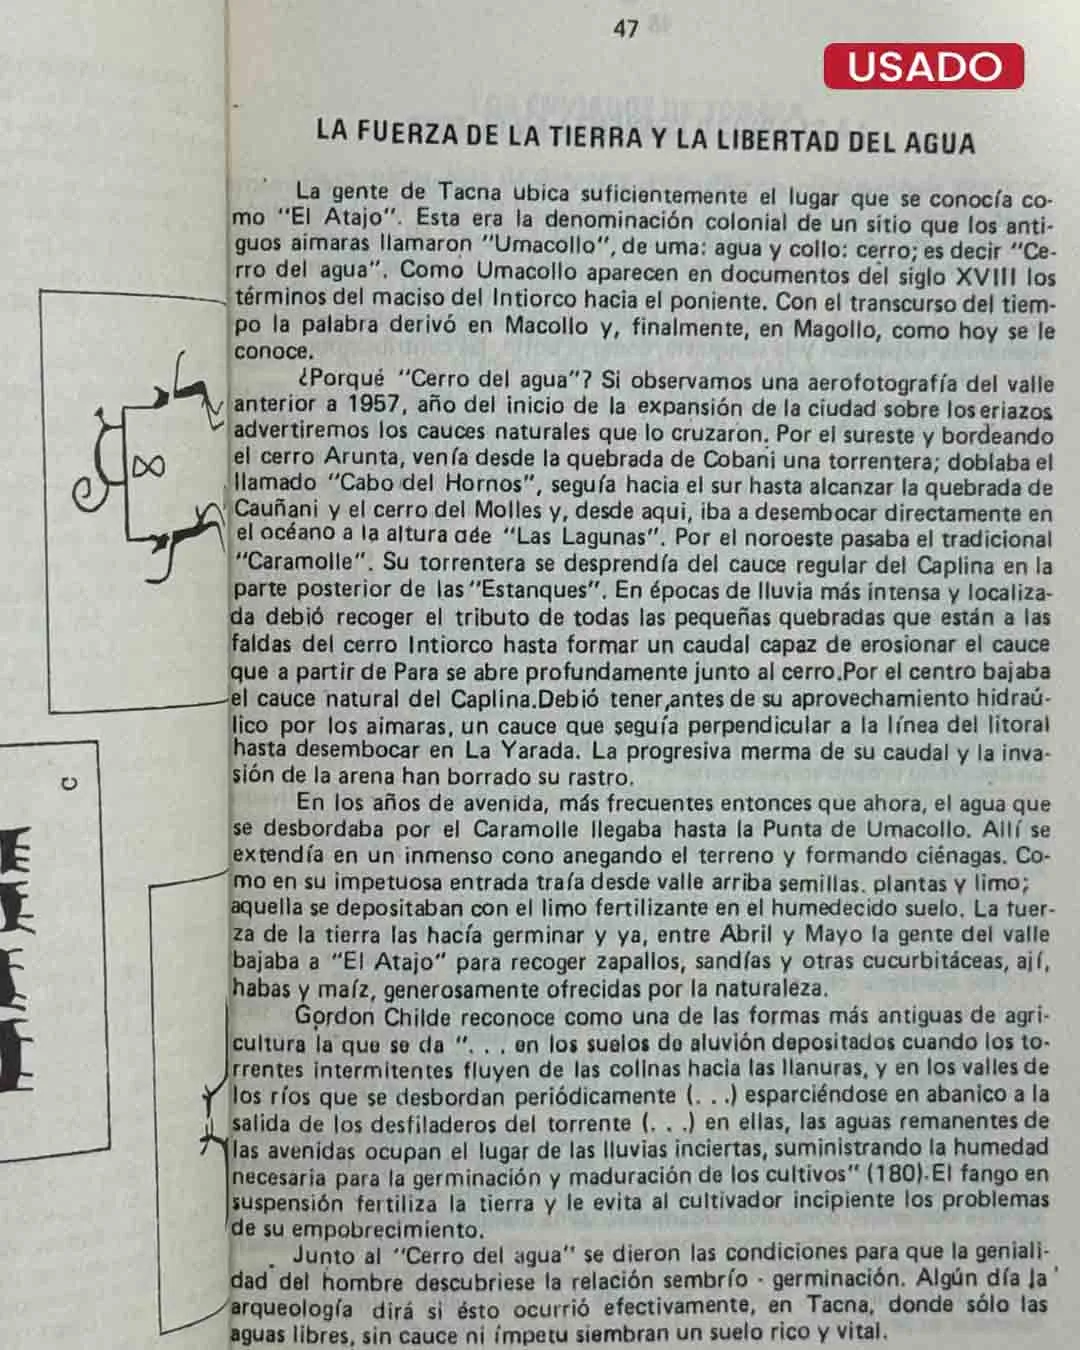 47
USADO
LA FUERZA DE LA TIERRA Y LA LIBERTAD DEL AGUA
La gente de Tacna ubica suficientemente el lugar que se conocía co-
mo "El Atajo". Esta era la denominación colonial de un sitio que los anti-
guos aimaras llamaron "Umacollo", de uma: agua y collo: cerro; es decir "Ce-
rro del agua". Como Umacollo aparecen en documentos del siglo XVIII los
términos del maciso del Intiorco hacia el poniente. Con el transcurso del tiem-
po la palabra derivó en Macollo y, finalmente, en Magollo, como hoy se le
conoce.
¿Porqué "Cerro del agua"? Si observamos una aerofotografía del valle
anterior a 1957, año del inicio de la expansión de la ciudad sobre los eriazos
advertiremos los cauces naturales que lo cruzaron. Por el sureste y bordeando
el cerro Arunta, venía desde la quebrada de Cobani una torrentera; doblaba el
llamado "Cabo del Hornos", seguía hacia el sur hasta alcanzar la quebrada de
Cauñani y el cerro del Molles y, desde aqui, iba a desembocar directamente en
el océano a la altura ade "Las Lagunas". Por el noroeste pasaba el tradicional
"Caramolle". Su torrentera se desprendía del cauce regular del Caplina en la
parte posterior de las "Estanques". En épocas de lluvia más intensa y localiza-
da debió recoger el tributo de todas las pequeñas quebradas que están a las
faldas del cerro Intiorco hasta formar un caudal capaz de erosionar el cauce
que a partir de Para se abre profundamente junto al cerro.Por el centro bajaba
el cauce natural del Caplina.Debió tener,antes de su aprovechamiento hidraú-
lico por los aimaras, un cauce que seguía perpendicular a la línea del litoral
hasta desembocar en La Yarada. La progresiva merma de su caudal y la inva-
sión de la arena han borrado su rastro.
En los años de avenida, más frecuentes entonces que ahora, el agua que
se desbordaba por el Caramolle llegaba hasta la Punta de Umacollo. Allí se
extendía en un inmenso cono anegando el terreno y formando ciénagas. Co-
mo en su impetuosa entrada traía desde valle arriba semillas. plantas y limo;
aquella se depositaban con el limo fertilizante en el humedecido suelo. La fuer-
za de la tierra las hacía germinar y ya, entre Abril y Mayo la gente del valle
bajaba a "El Atajo" para recoger zapallos, sandías y otras cucurbitáceas, ají,
habas y maíz, generosamente ofrecidas por la naturaleza.
Gordon Childe reconoce como una de las formas más antiguas de agri-
cultura la que se da ". . . en los suelos de aluvión depositados cuando los to-
rrentes intermitentes fluyen de las colinas hacia las llanuras, y en los valles de
los ríos que se desbordan periódicamente (. . .) esparciéndose en abanico a la
salida de los desfiladeros del torrente (. . .) en ellas, las aguas remanentes de
las avenidas ocupan el lugar de las lluvias inciertas, suministrando la humedad
necesaria para la germinación y maduración de los cultivos" (180).El fango en
suspensión fertiliza la tierra y le evita al cultivador incipiente los problemas
de su empobrecimiento.
Junto al "Cerro del agua" se dieron las condiciones para que la geniali-
dad del hombre descubriese la relación sembrío - germinación. Algún día la
arqueología dirá si ésto ocurrió efectivamente, en Tacna, donde sólo las
aguas libres, sin cauce ni ímpetu siembran un suelo rico y vital.
C